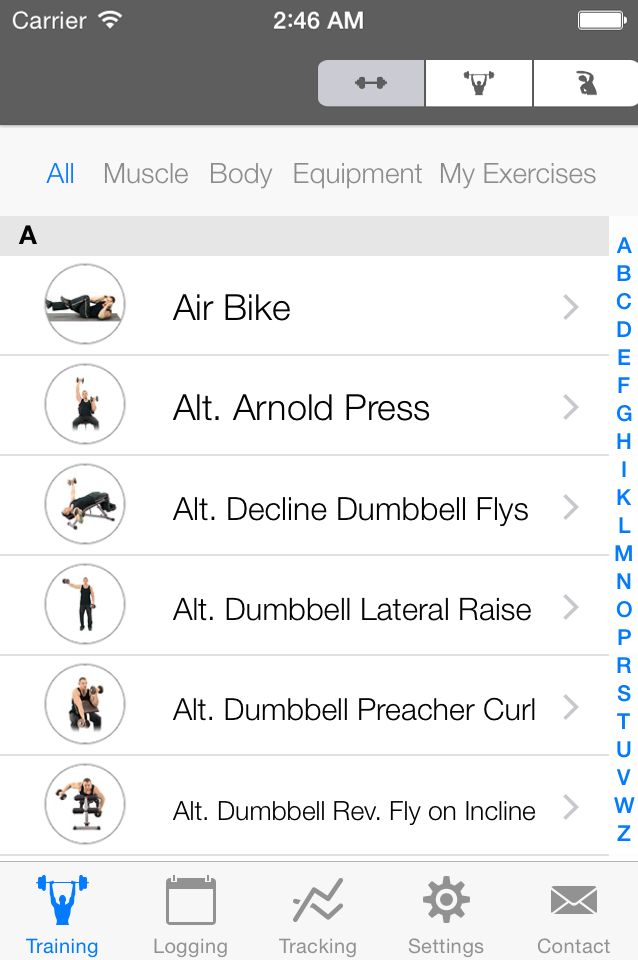 Carrier 2:46 AM
All Muscle Body Equipment My Exercises
A
Air Bike
Alt. Arnold Press
Alt. Decline Dumbbell Flys
Alt. Dumbbell Lateral Raise
Alt. Dumbbell Preacher Curl
Alt. Dumbbell Rev. Fly on Incline
A
B
C
D
E
F
G
H
I
K
L
M
N
O
P
R
S
T
U
V
W
Z
Training Logging Tracking Settings Contact